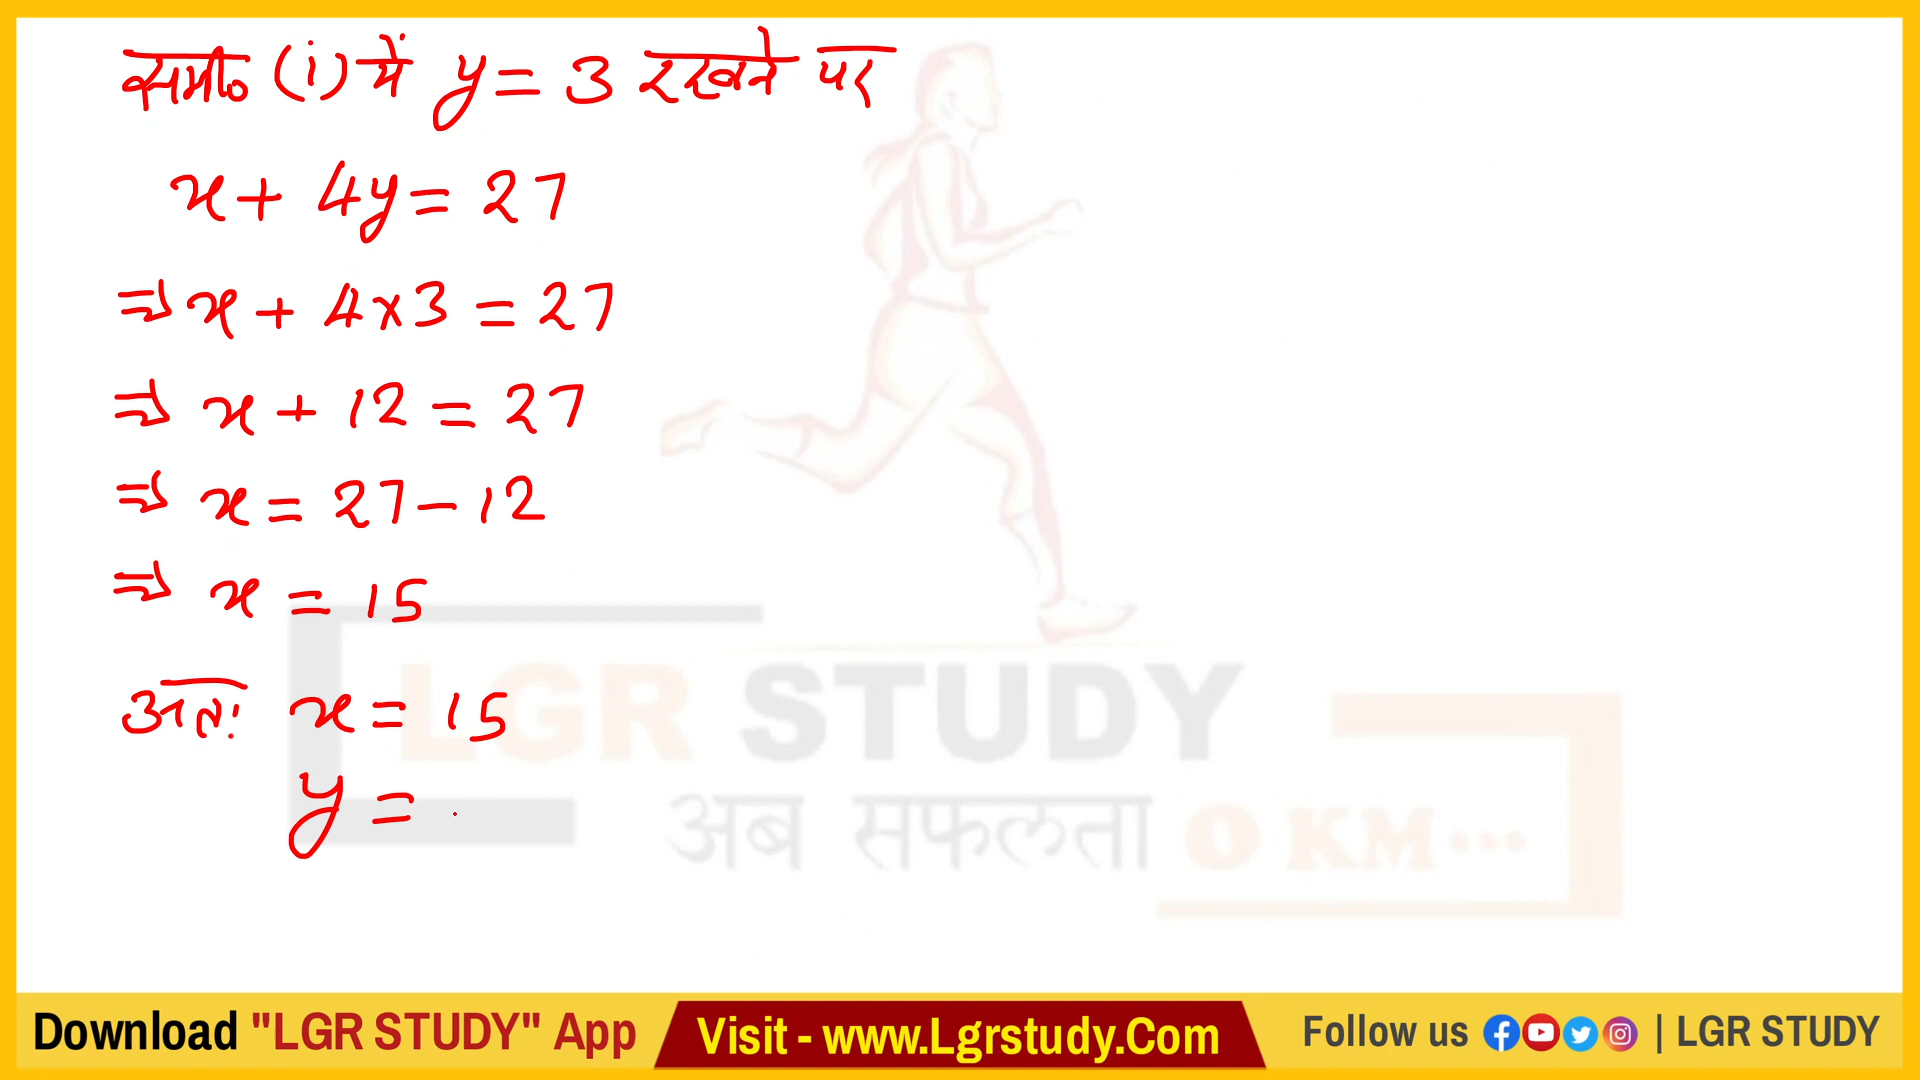 समी० (i) में y = 3 रखने पर
x + 4y = 27
⇒ x + 4×3 = 27
⇒ x + 12 = 27
⇒ x = 27 - 12
⇒ x = 15
अतः x = 15
y =
LGR STUDY
अब सफलता 0 KM...
Download "LGR STUDY" App
Visit - www.Lgrstudy.Com
Follow us | LGR STUDY